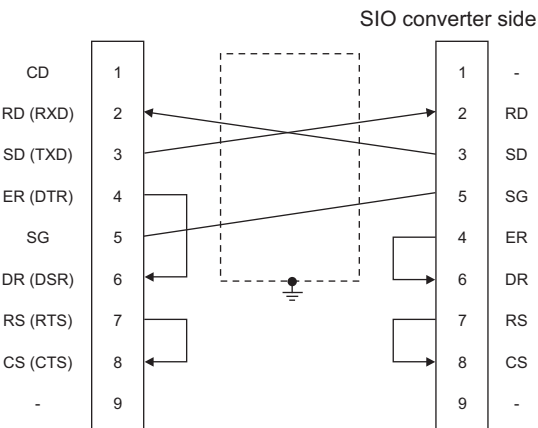 SIO converter side
CD 1 1 -
RD (RXD) 2 2 RD
SD (TXD) 3 3 SD
ER (DTR) 4 5 SG
SG 5 4 ER
DR (DSR) 6 6 DR
RS (RTS) 7 7 RS
CS (CTS) 8 8 CS
- 9 9 -